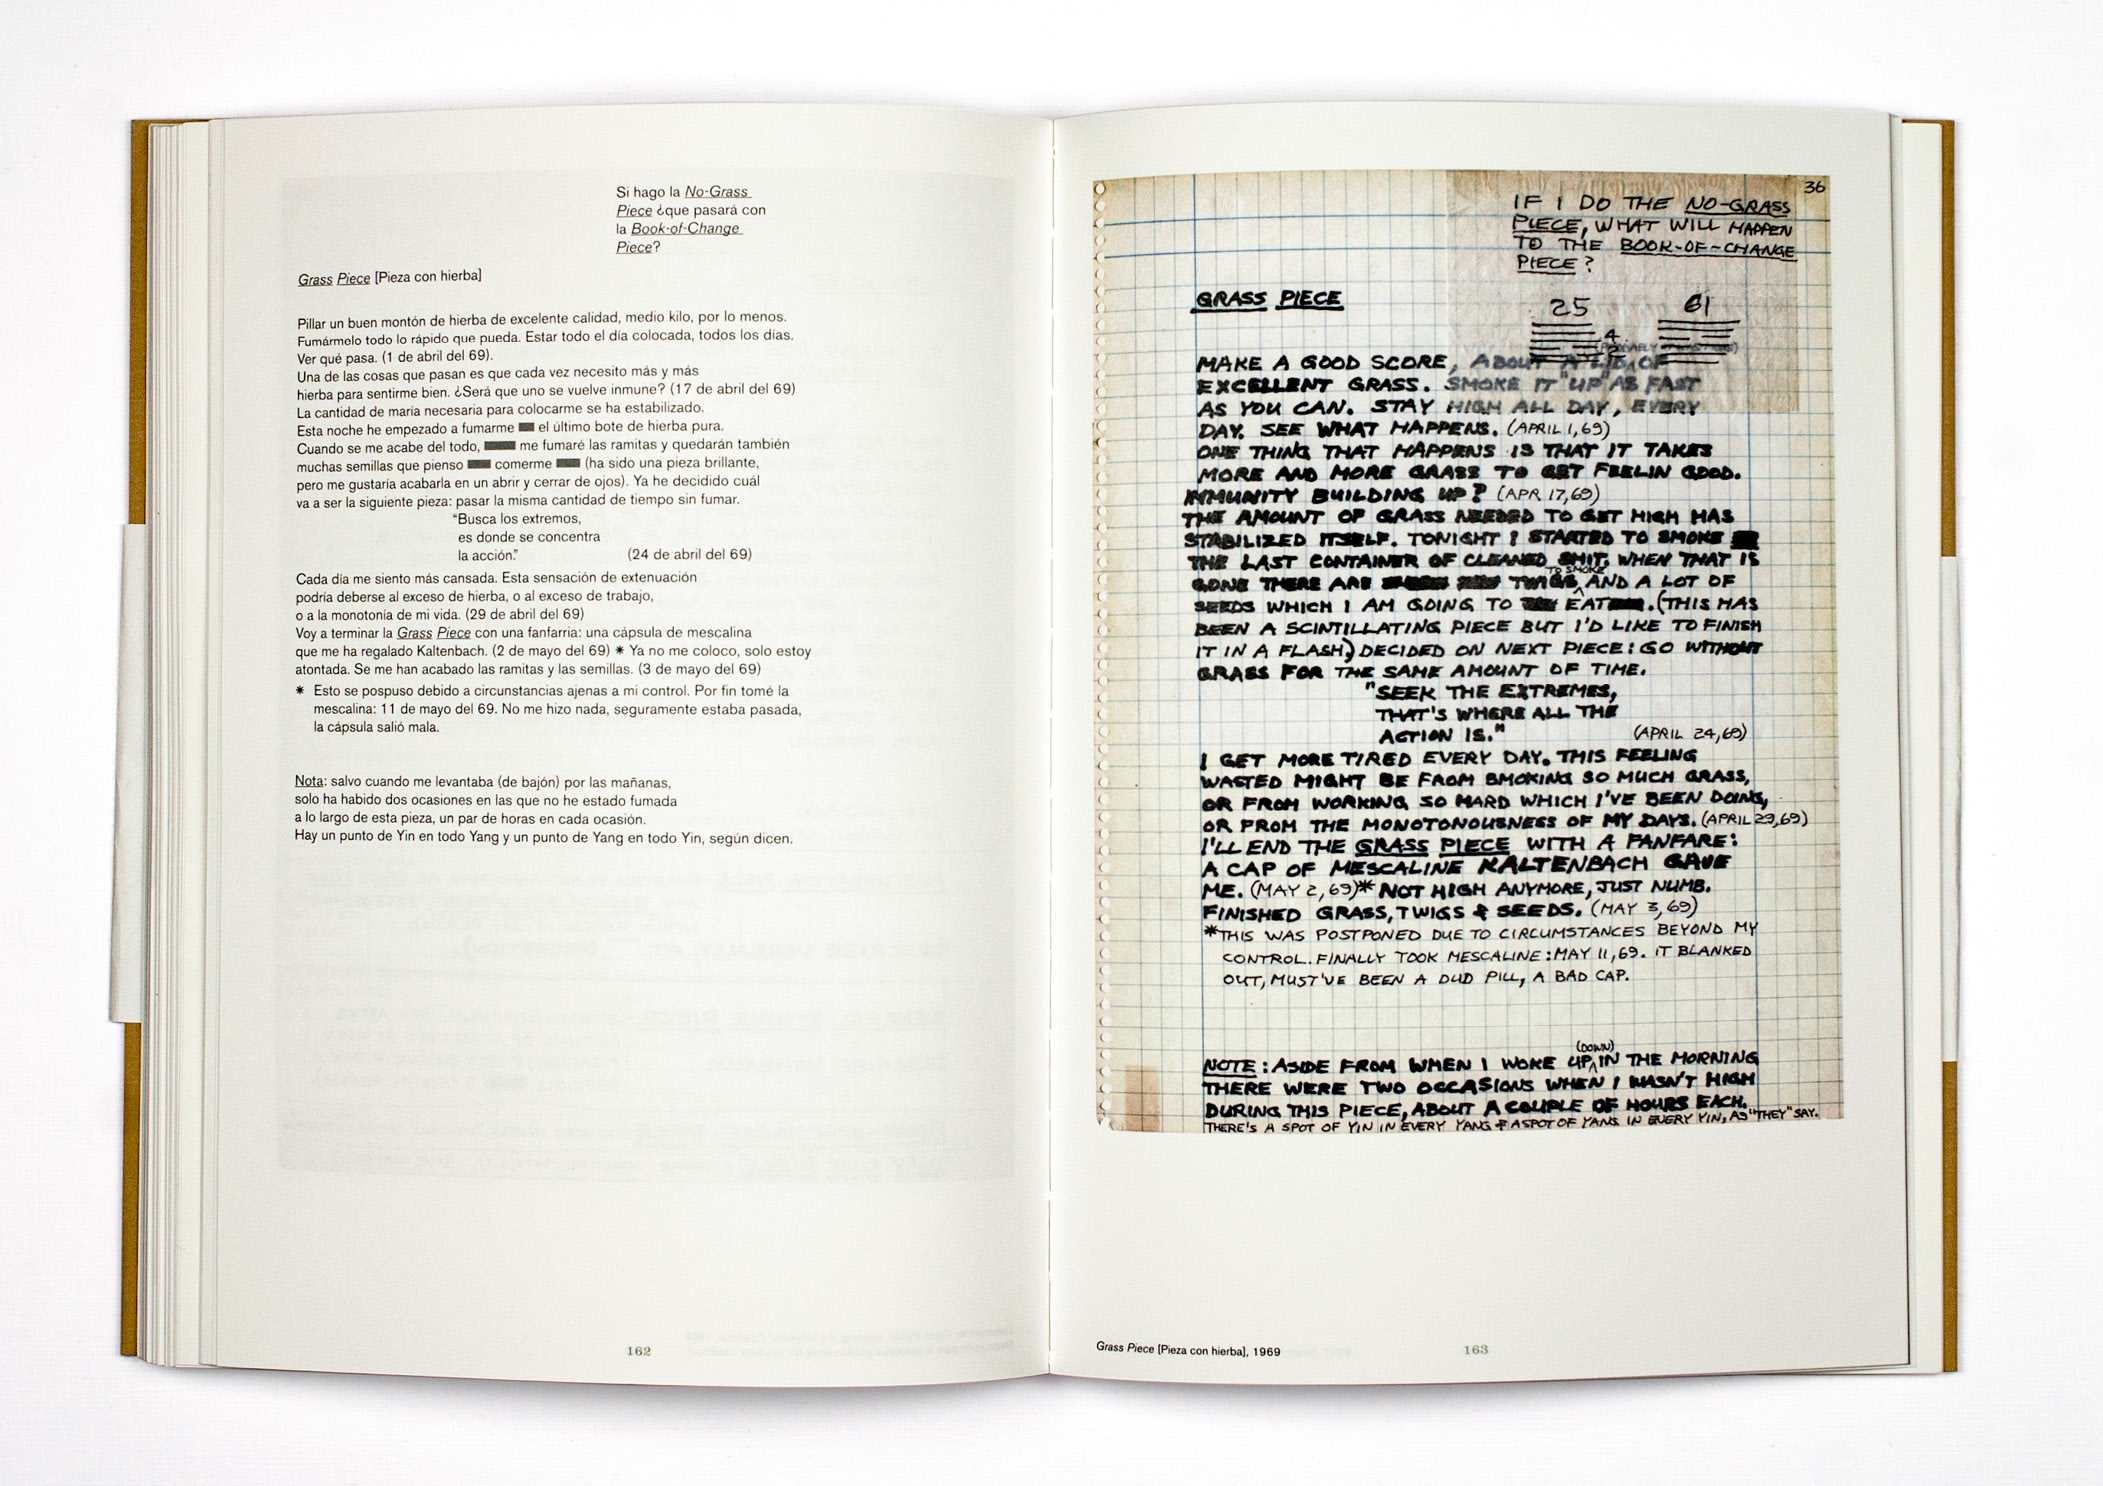 Si hago la No-Grass
Piece ¿que pasará con
la Book-of-Change
Piece?
Grass Piece [Pieza con hierba]
Pillar un buen montón de hierba de excelente calidad, medio kilo, por lo menos.
Fumármelo todo lo rápido que pueda. Estar todo el día colocada, todos los días.
Ver qué pasa. (1 de abril del 69).
Una de las cosas que pasan es que cada vez necesito más y más
hierba para sentirme bien. ¿Será que uno se vuelve inmune? (17 de abril del 69)
La cantidad de maría necesaria para colocarme se ha estabilizado.
Esta noche he empezado a fumarme el último bote de hierba pura.
Cuando se me acabe del todo, me fumaré las ramitas y quedarán también
muchas semillas que pienso comerme (ha sido una pieza brillante,
pero me gustaría acabarla en un abrir y cerrar de ojos). Ya he decidido cuál
va a ser la siguiente pieza: pasar la misma cantidad de tiempo sin fumar.
"Busca los extremos,
es donde se concentra
la acción." (24 de abril del 69)
Cada día me siento más cansada. Esta sensación de extenuación
podría deberse al exceso de hierba, o al exceso de trabajo,
o a la monotonía de mi vida. (29 de abril del 69)
Voy a terminar la Grass Piece con una fanfarria: una cápsula de mescalina
que me ha regalado Kaltenbach. (2 de mayo del 69) * Ya no me coloco, solo estoy
atontada. Se me han acabado las ramitas y las semillas. (3 de mayo del 69)
* Esto se pospuso debido a circunstancias ajenas a mi control. Por fin tomé la
mescalina: 11 de mayo del 69. No me hizo nada, seguramente estaba pasada,
la cápsula salió mala.
Nota: salvo cuando me levantaba (de bajón) por las mañanas,
solo ha habido dos ocasiones en las que no he estado fumada
a lo largo de esta pieza, un par de horas en cada ocasión.
Hay un punto de Yin en todo Yang y un punto de Yang en todo Yin, según dicen.
162
36
IF I DO THE NO-GRASS
PIECE, WHAT WILL HAPPEN
TO THE BOOK-OF-CHANGE
PIECE?
GRASS PIECE
25 61
4
MAKE A GOOD SCORE, ABOUT A LID OF
EXCELLENT GRASS. SMOKE IT "UP" AS FAST
AS YOU CAN. STAY HIGH ALL DAY, EVERY
DAY. SEE WHAT HAPPENS. (APRIL 1,69)
ONE THING THAT HAPPENS IS THAT IT TAKES
MORE AND MORE GRASS TO GET FEELIN GOOD.
IMMUNITY BUILDING UP? (APR 17,69)
THE AMOUNT OF GRASS NEEDED TO GET HIGH HAS
STABILIZED ITSELF. TONIGHT I STARTED TO SMOKE
THE LAST CONTAINER OF CLEANED SHIT. WHEN THAT IS
GONE THERE ARE TWIGS TO SMOKE AND A LOT OF
SEEDS WHICH I AM GOING TO EAT. (THIS HAS
BEEN A SCINTILLATING PIECE BUT I'D LIKE TO FINISH
IT IN A FLASH) DECIDED ON NEXT PIECE: GO WITHOUT
GRASS FOR THE SAME AMOUNT OF TIME.
"SEEK THE EXTREMES,
THAT'S WHERE ALL THE
ACTION IS." (APRIL 24,69)
I GET MORE TIRED EVERY DAY. THIS FEELING
WASTED MIGHT BE FROM SMOKING SO MUCH GRASS,
OR FROM WORKING SO HARD WHICH I'VE BEEN DOING,
OR FROM THE MONOTONOUSNESS OF MY DAYS. (APRIL 29,69)
I'LL END THE GRASS PIECE WITH A FANFARE:
A CAP OF MESCALINE KALTENBACH GAVE
ME. (MAY 2,69)* NOT HIGH ANYMORE, JUST NUMB.
FINISHED GRASS, TWIGS & SEEDS. (MAY 3,69)
*THIS WAS POSTPONED DUE TO CIRCUMSTANCES BEYOND MY
CONTROL. FINALLY TOOK MESCALINE: MAY 11,69. IT BLANKED
OUT, MUST'VE BEEN A DUD PILL, A BAD CAP.
NOTE: ASIDE FROM WHEN I WOKE UP (DOWN) IN THE MORNING
THERE WERE TWO OCCASIONS WHEN I WASN'T HIGH
DURING THIS PIECE, ABOUT A COUPLE OF HOURS EACH.
THERE'S A SPOT OF YIN IN EVERY YANG & A SPOT OF YANG IN EVERY YIN, AS "THEY" SAY.
Grass Piece [Pieza con hierba], 1969
163